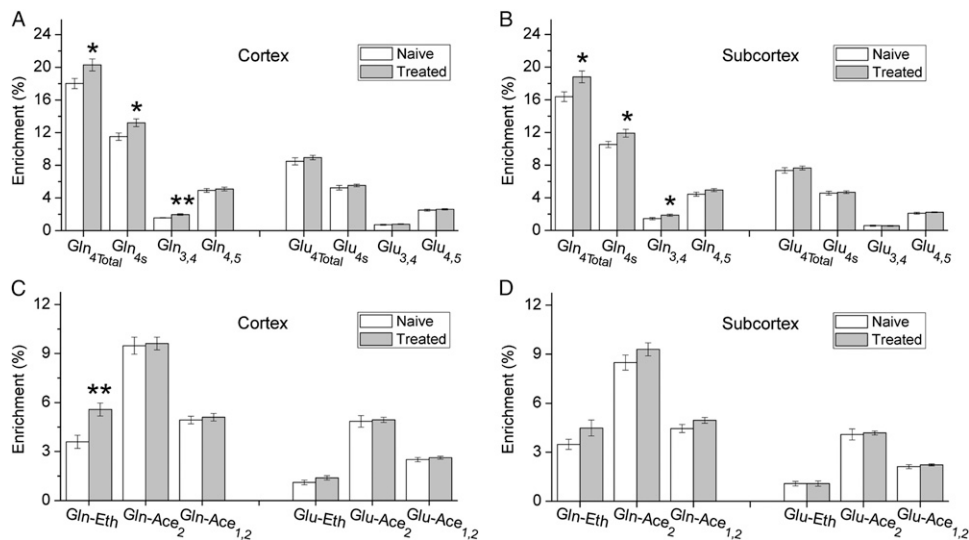 A
24
20
16
12
8
4
0
Enrichment (%)
Cortex
Naive
Treated
*
*
**
Gln4Total
Gln4s
Gln3,4
Gln4,5
Glu4Total
Glu4s
Glu3,4
Glu4,5
B
24
20
16
12
8
4
0
Enrichment (%)
Subcortex
Naive
Treated
*
*
*
Gln4Total
Gln4s
Gln3,4
Gln4,5
Glu4Total
Glu4s
Glu3,4
Glu4,5
C
12
9
6
3
0
Enrichment (%)
Cortex
Naive
Treated
**
Gln-Eth
Gln-Ace2
Gln-Ace1,2
Glu-Eth
Glu-Ace2
Glu-Ace1,2
D
12
9
6
3
0
Enrichment (%)
Subcortex
Naive
Treated
Gln-Eth
Gln-Ace2
Gln-Ace1,2
Glu-Eth
Glu-Ace2
Glu-Ace1,2